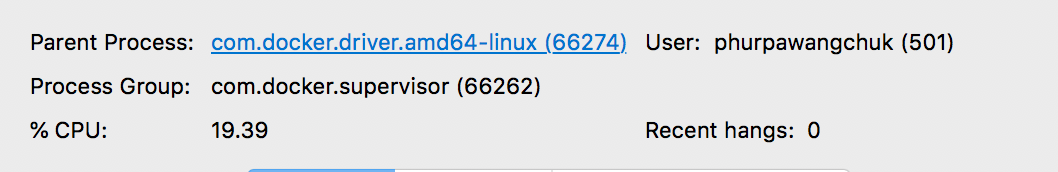 Parent Process: com.docker.driver.amd64-linux (66274) User: phurpawangchuk (501)
Process Group: com.docker.supervisor (66262)
% CPU: 19.39 Recent hangs: 0